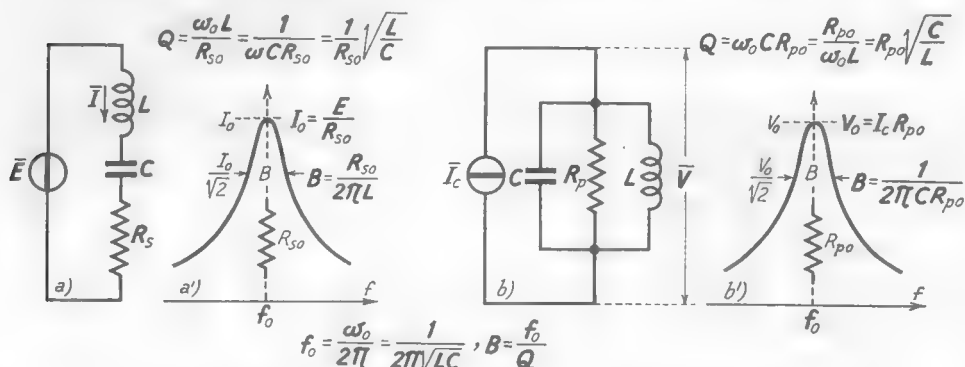 Q = ω₀L/R_so = 1/(ωCR_so) = 1/R_so √(L/C)
Ī
L
Ē
C
R_s
a)
I₀
I₀ = E/R_so
I₀/√2
B
B = R_so/(2πL)
R_so
a')
f
f₀
Q = ω₀CR_po = R_po/(ω₀L) = R_po √(C/L)
Ī_c
C
R_p
L
V̄
b)
V₀
V₀ = I_c R_po
V₀/√2
B
B = 1/(2πCR_po)
R_po
b')
f
f₀
f₀ = ω₀/(2π) = 1/(2π√(LC)), B = f₀/Q